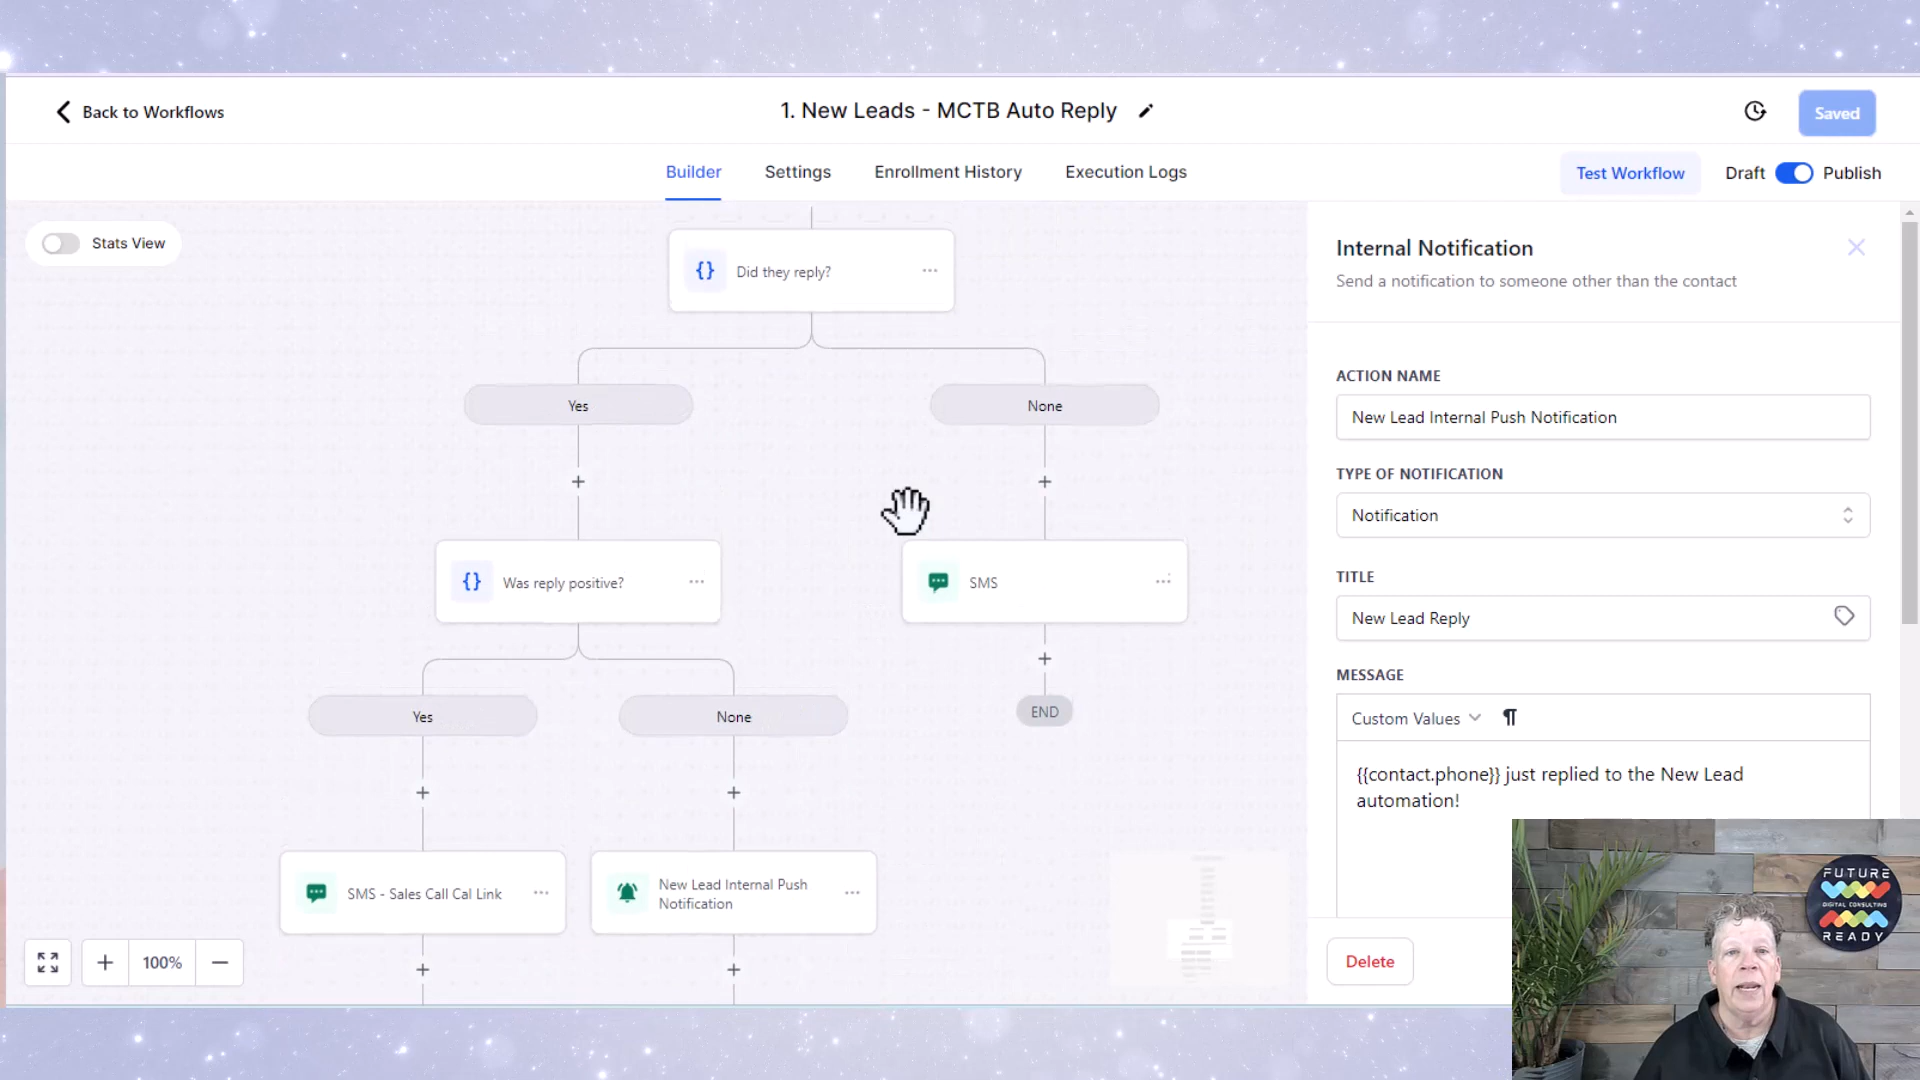 Back to Workflows
1. New Leads - MCTB Auto Reply
Saved
Builder
Settings
Enrollment History
Execution Logs
Test Workflow
Draft
Publish
Stats View
Did they reply?
Yes
None
Was reply positive?
SMS
Yes
None
END
SMS - Sales Call Cal Link
New Lead Internal Push
Notification
100%
Internal Notification
Send a notification to someone other than the contact
ACTION NAME
New Lead Internal Push Notification
TYPE OF NOTIFICATION
Notification
TITLE
New Lead Reply
MESSAGE
Custom Values
{{contact.phone}} just replied to the New Lead
automation!
Delete
FUTURE
DIGITAL CONSULTING
READY